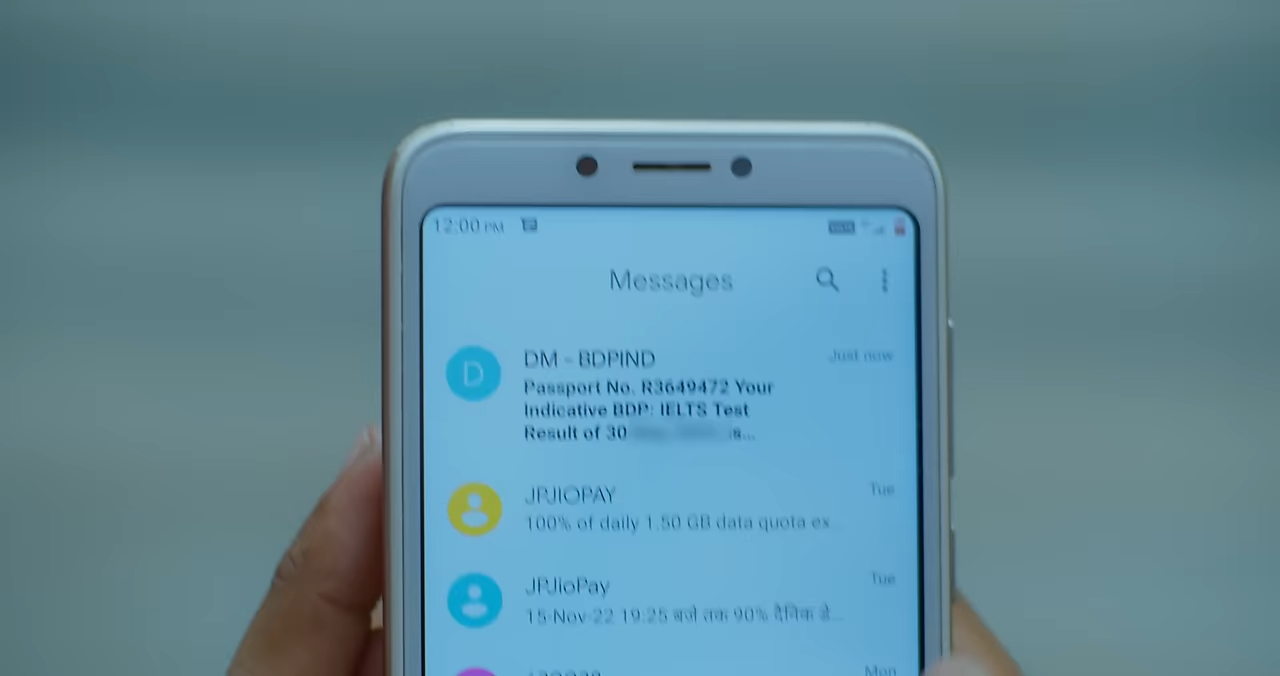 12:00 PM
Messages
D
DM - BDPIND
Just now
Passport No. R3649472 Your
Indicative BDP: IELTS Test
Result of 30
JPJIOPAY
Tue
100% of daily 1.50 GB data quota ex...
JPJioPay
Tue
15-Nov-22 19:25 बजे तक 90% दैनिक डे...
Mon